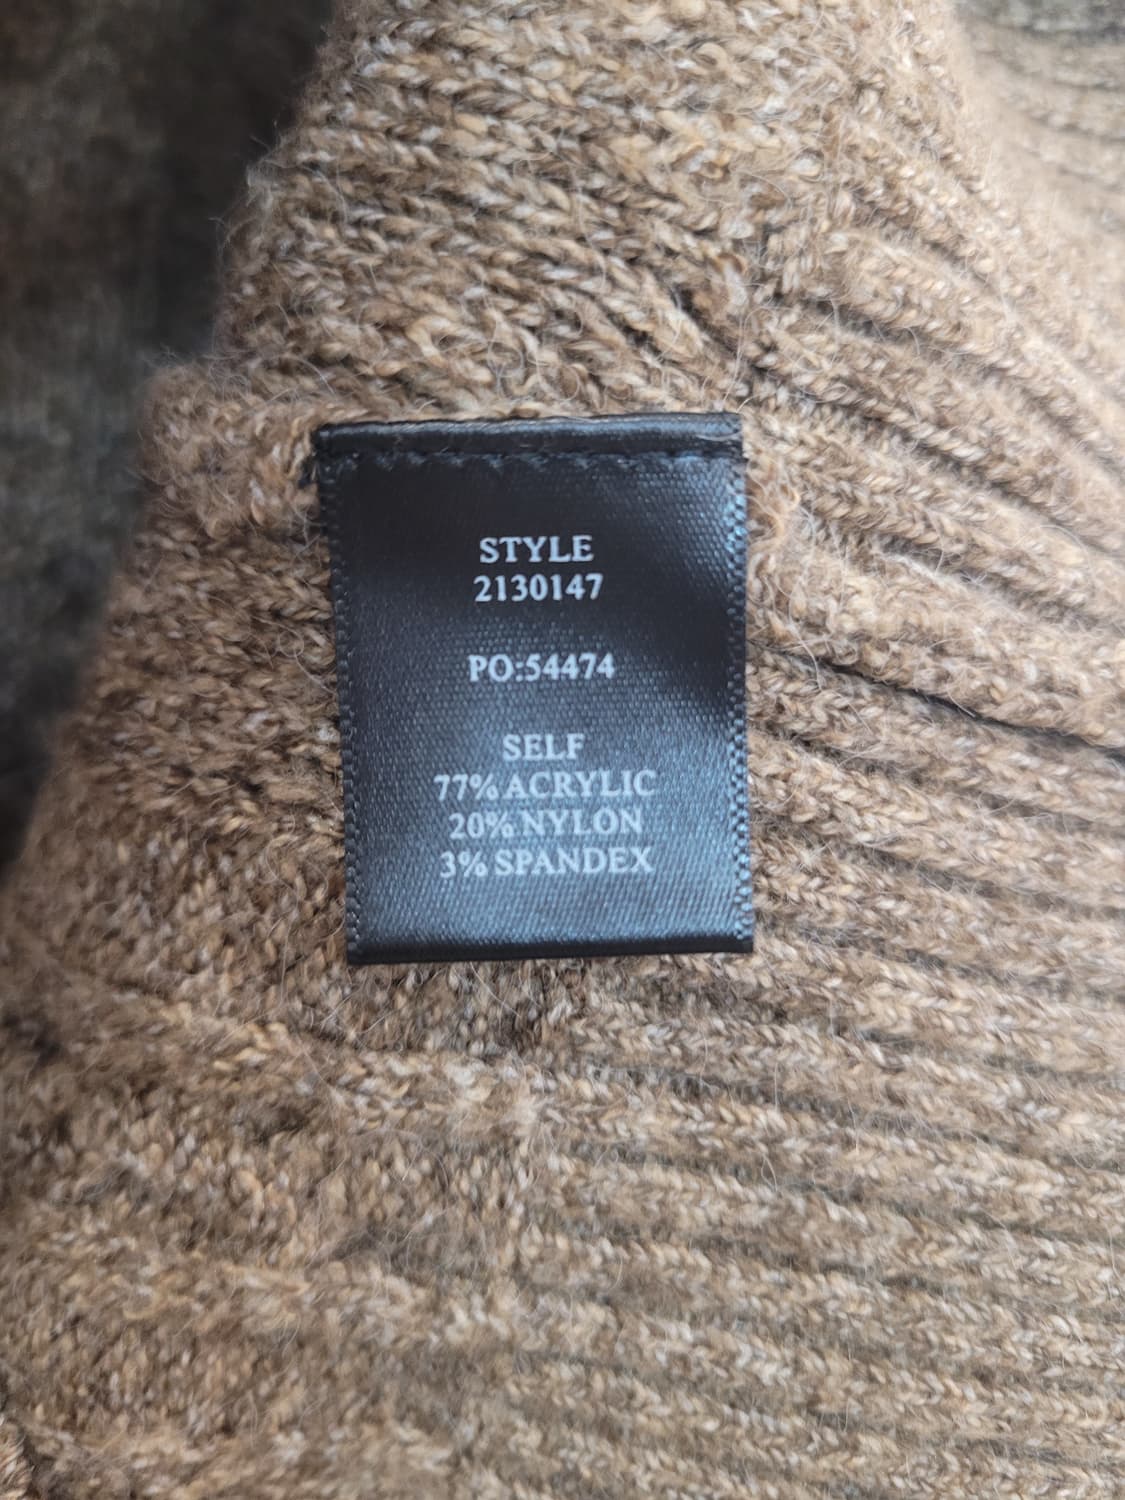 STYLE
2130147
PO:54474
SELF
77% ACRYLIC
20% NYLON
3% SPANDEX